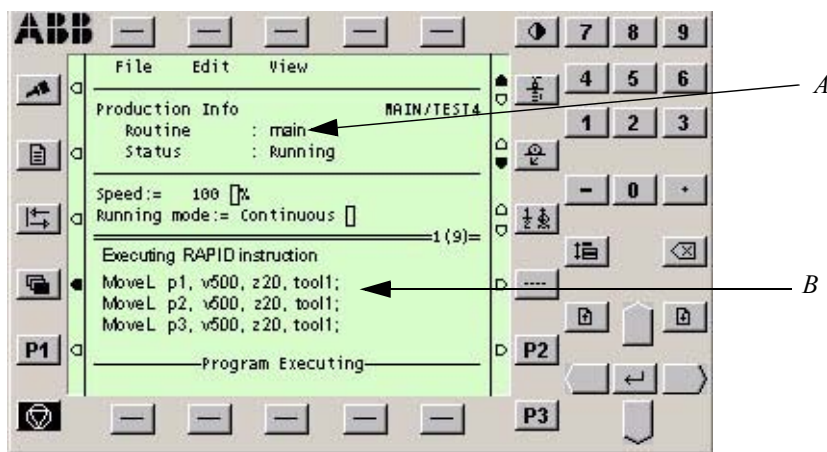 ABB
File Edit View
Production Info MAIN/TEST4
Routine : main
Status : Running
Speed:= 100 %
Running mode:= Continuous
1(9)
Executing RAPID instruction
MoveL p1, v500, z20, tool1;
MoveL p2, v500, z20, tool1;
MoveL p3, v500, z20, tool1;
Program Executing
P1
P2
P3
7 8 9
4 5 6
1 2 3
- 0 .
A
B